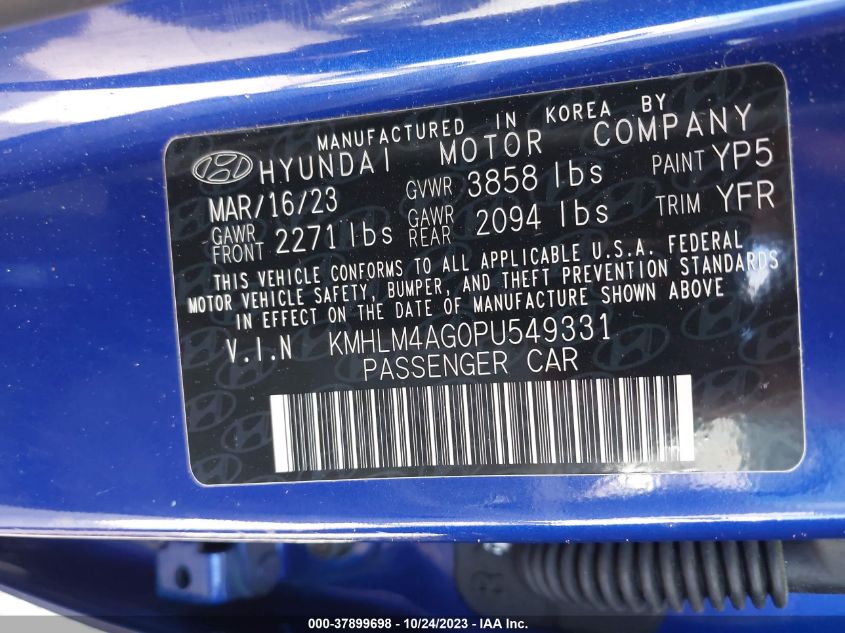 MANUFACTURED IN KOREA BY
HYUNDAI MOTOR COMPANY
MAR/16/23 GVWR 3858 lbs PAINT YP5
GAWR FRONT 2271 lbs GAWR REAR 2094 lbs TRIM YFR
THIS VEHICLE CONFORMS TO ALL APPLICABLE U.S.A. FEDERAL
MOTOR VEHICLE SAFETY, BUMPER, AND THEFT PREVENTION STANDARDS
IN EFFECT ON THE DATE OF MANUFACTURE SHOWN ABOVE
V.I.N KMHLM4AG0PU549331
PASSENGER CAR
000-37899698 - 10/24/2023 - IAA Inc.